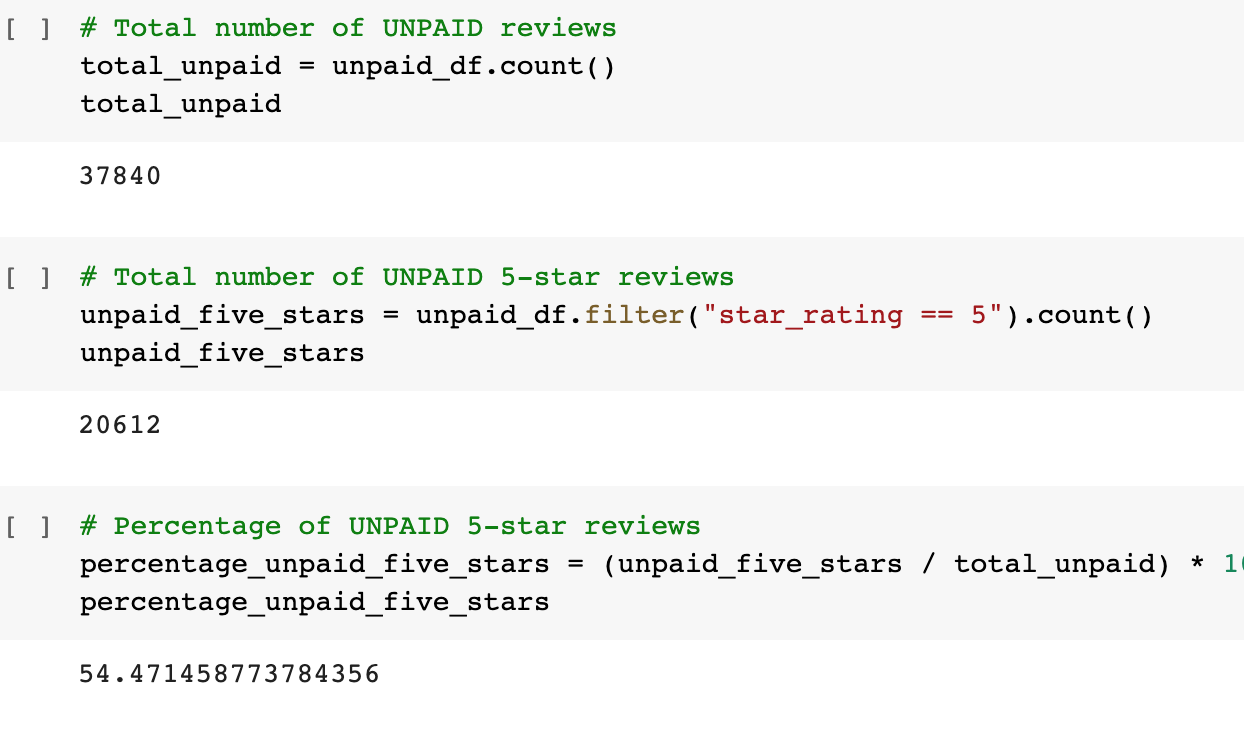 [ ] # Total number of UNPAID reviews
total_unpaid = unpaid_df.count()
total_unpaid
37840
[ ] # Total number of UNPAID 5-star reviews
unpaid_five_stars = unpaid_df.filter("star_rating == 5").count()
unpaid_five_stars
20612
[ ] # Percentage of UNPAID 5-star reviews
percentage_unpaid_five_stars = (unpaid_five_stars / total_unpaid) * 1
percentage_unpaid_five_stars
54.471458773784356